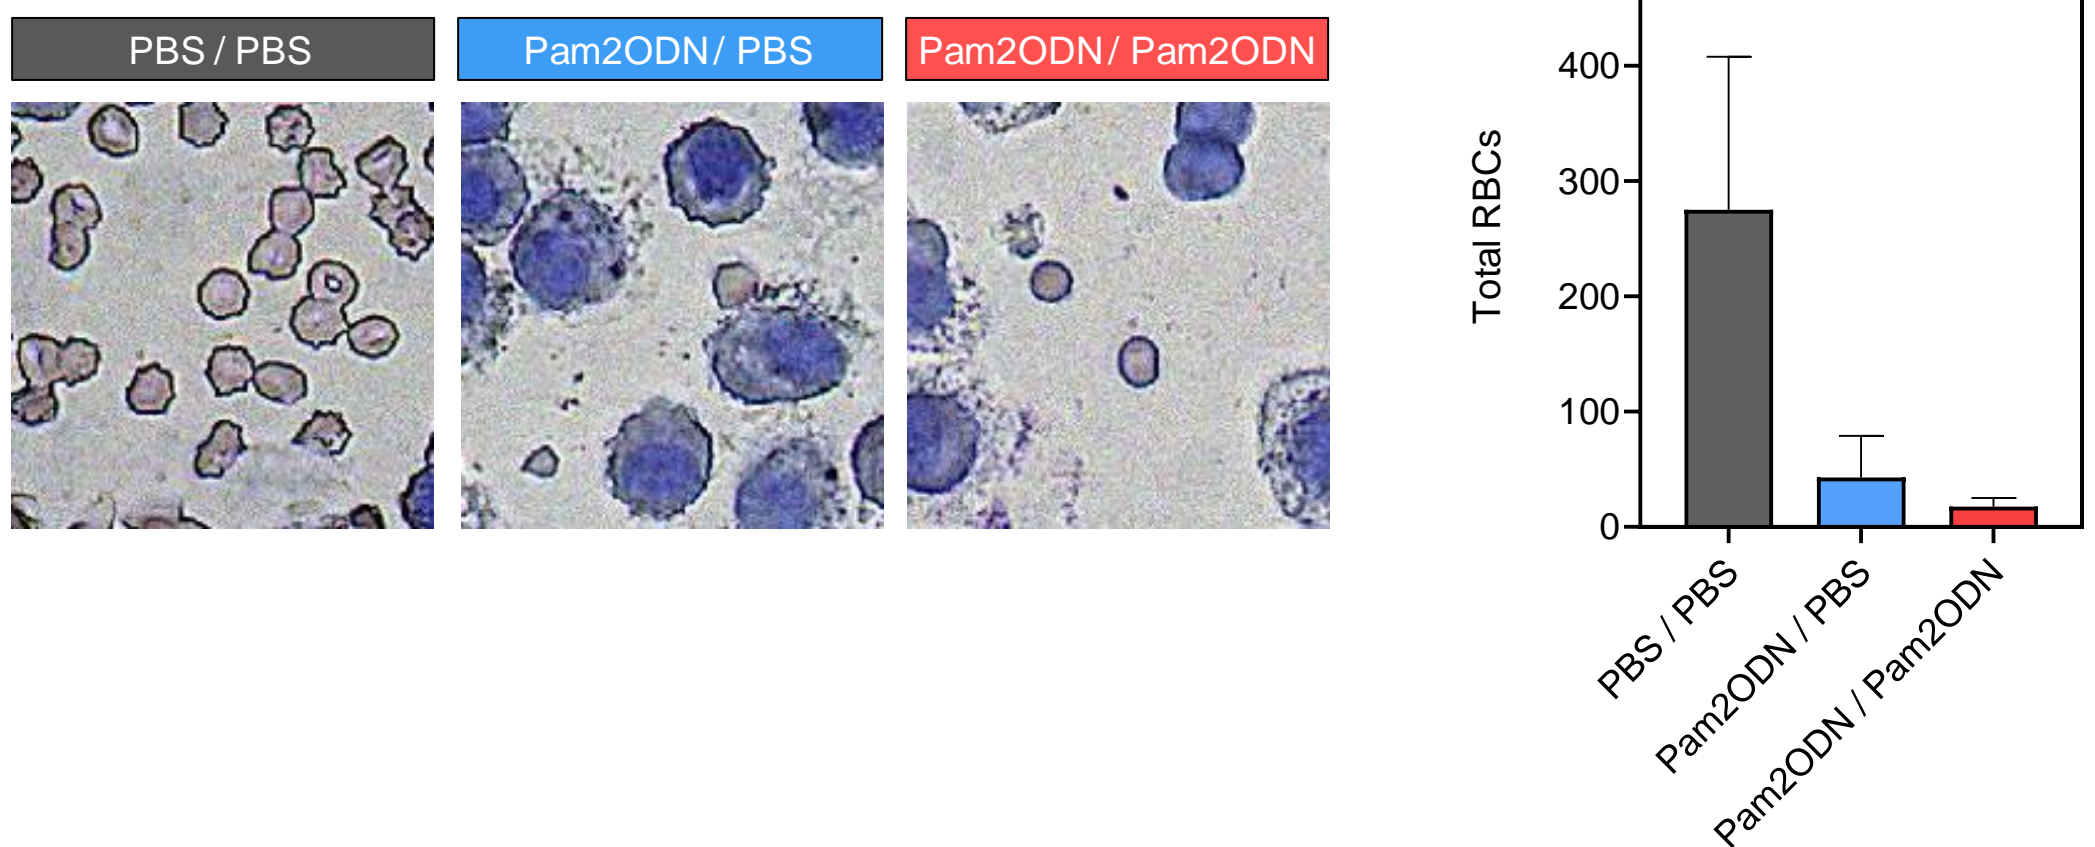 PBS / PBS
Pam2ODN / PBS
Pam2ODN / Pam2ODN
Total RBCs
400
300
200
100
0
PBS / PBS
Pam2ODN / PBS
Pam2ODN / Pam2ODN